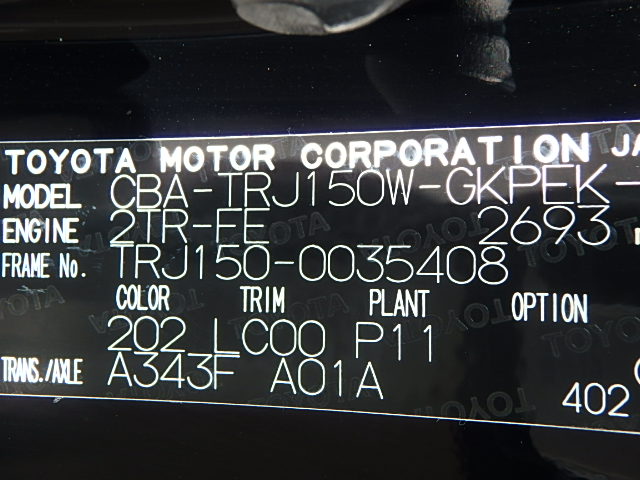 TOYOTA MOTOR CORPORATION JA
MODEL CBA-TRJ150W-GKPEK-
ENGINE 2TR-FE 2693
FRAME No. TRJ150-0035408
COLOR TRIM PLANT OPTION
202 LC00 P11
TRANS./AXLE A343F A01A
402